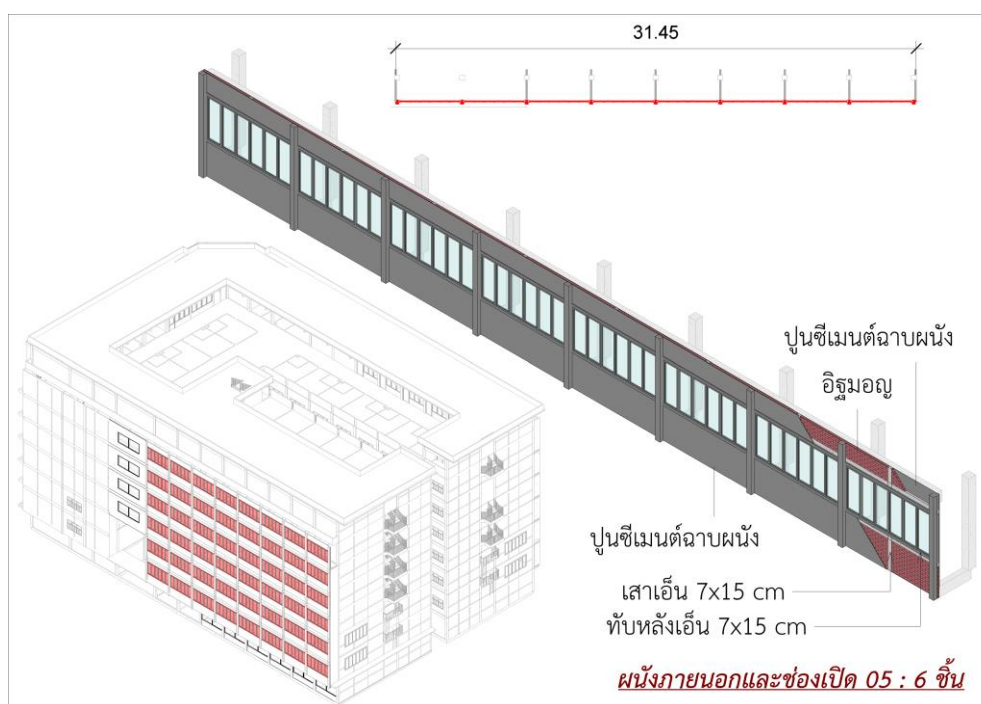 31.45
ปูนซีเมนต์ฉาบผนัง
อิฐมอญ
ปูนซีเมนต์ฉาบผนัง
เสาเอ็น 7x15 cm
ทับหลังเอ็น 7x15 cm
ผนังภายนอกและช่องเปิด 05 : 6 ชิ้น